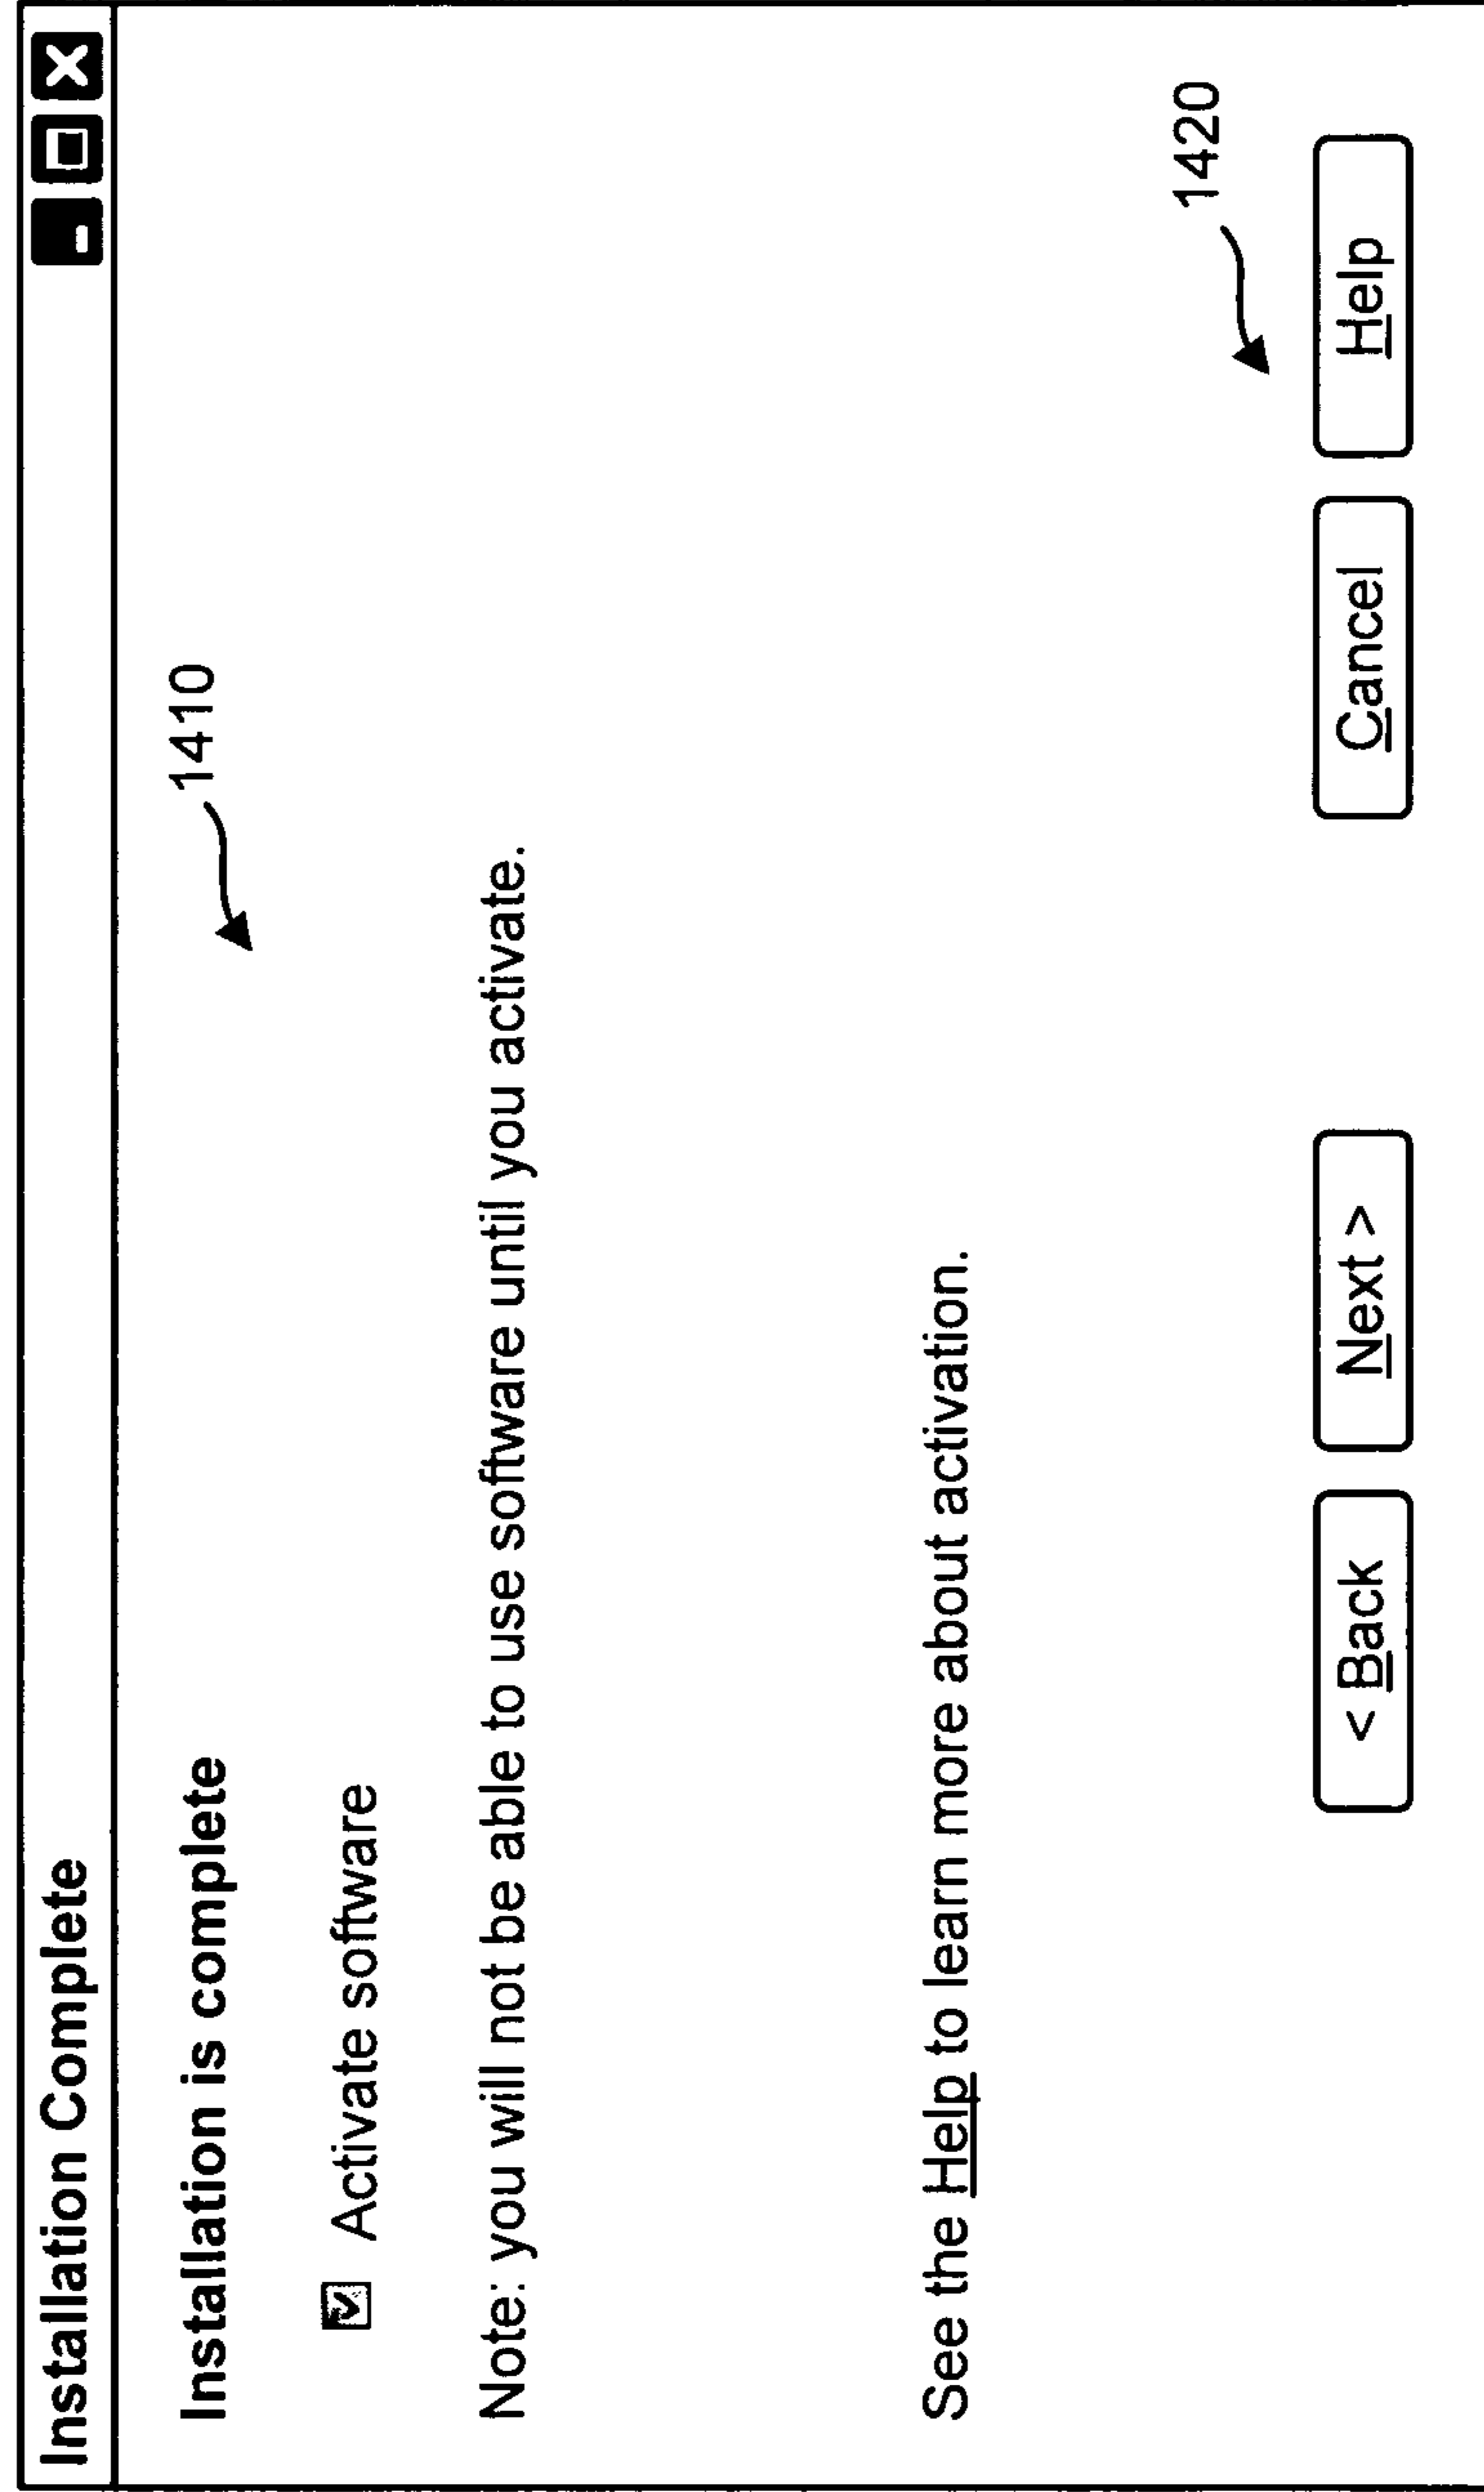 Installation Complete
Installation is complete
1410
Activate software
Note: you will not be able to use software until you activate.
See the Help to learn more about activation.
1420
< Back
Next >
Cancel
Help